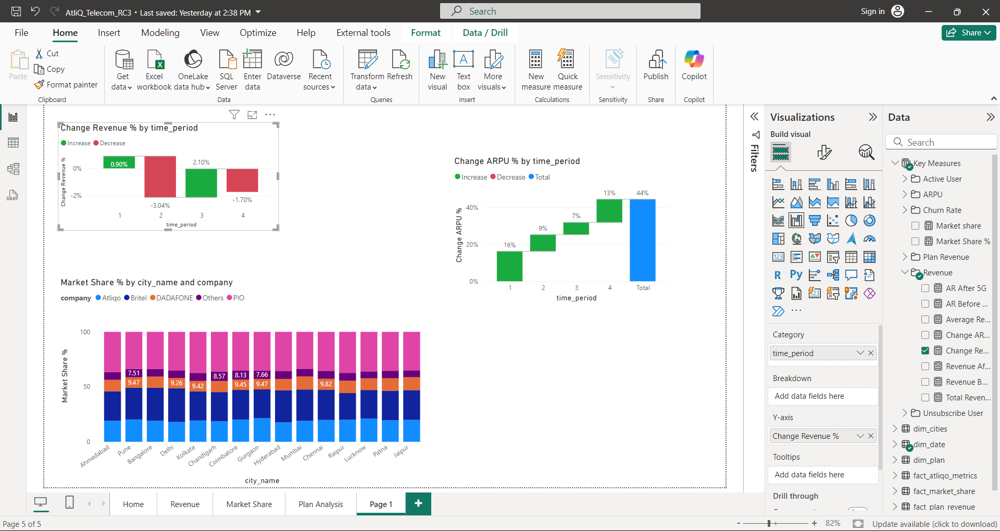 AtliQ_Telecom_RC3 • Last saved: Yesterday at 2:38 PM
Search
Sign in
File
Home
Insert
Modeling
View
Optimize
Help
External tools
Format
Data / Drill
Share
Paste
Cut
Copy
Format painter
Clipboard
Get data
Excel workbook
OneLake data hub
SQL Server
Enter data
Dataverse
Recent sources
Data
Transform data
Refresh
Queries
New visual
Text box
More visuals
Insert
New measure
Quick measure
Calculations
Sensitivity
Sensitivity
Publish
Share
Copilot
Copilot
Change Revenue % by time_period
Increase Decrease
Change Revenue %
0%
-2%
0.90%
-3.04%
2.10%
-1.70%
1 2 3 4
time_period
Change ARPU % by time_period
Increase Decrease Total
Change ARPU %
40%
20%
0%
16%
9%
7%
13%
44%
1 2 3 4 Total
time_period
Market Share % by city_name and company
company Atliqo Britel DADAFONE Others PIO
Market Share %
100
50
0
7.51 8.57 8.13 7.66
9.47 9.26 9.42 9.45 9.47 9.82
Ahmedabad
Pune
Bangalore
Delhi
Kolkata
Chandigarh
Coimbatore
Gurgaon
Hyderabad
Mumbai
Chennai
Raipur
Lucknow
Patna
Jaipur
city_name
Filters
Visualizations
Build visual
123
R
Py
123
Category
time_period
Breakdown
Add data fields here
Y-axis
Change Revenue %
Tooltips
Add data fields here
Drill through
Data
Search
Key Measures
Active User
ARPU
Churn Rate
Market share
Market Share %
Plan Revenue
Revenue
AR After 5G
AR Before ...
Average Re...
Change AR...
Change Re...
Revenue Af...
Revenue B...
Total Reven...
Unsubscribe User
dim_cities
dim_date
dim_plan
fact_atliqo_metrics
fact_market_share
fact_plan_revenue
Home
Revenue
Market Share
Plan Analysis
Page 1
+
Page 5 of 5
- + 82%
Update available (click to download)